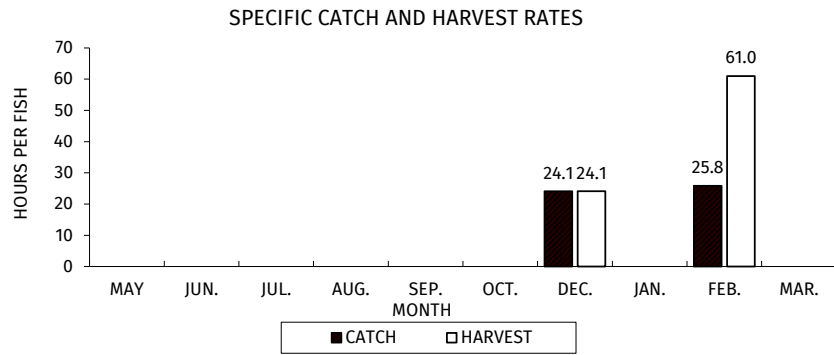 SPECIFIC CATCH AND HARVEST RATES
HOURS PER FISH
70
60
50
40
30
20
10
0
24.1 24.1
25.8
61.0
MAY JUN. JUL. AUG. SEP. OCT. DEC. JAN. FEB. MAR.
MONTH
CATCH HARVEST